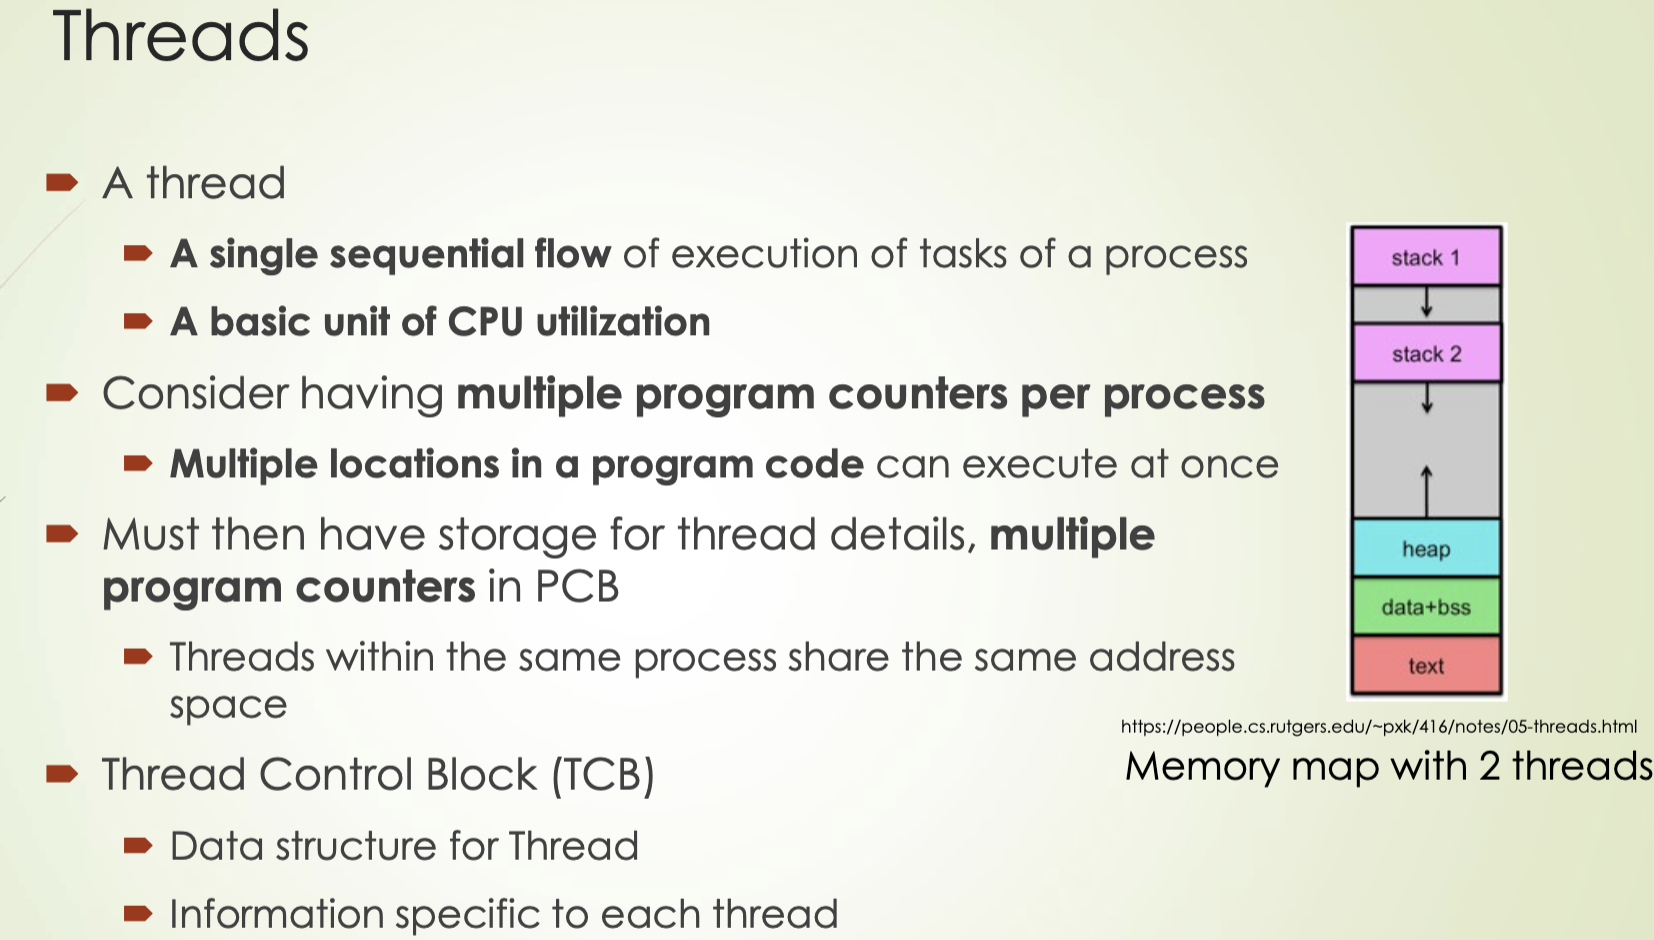 Threads
A thread
A single sequential flow of execution of tasks of a process
A basic unit of CPU utilization
Consider having multiple program counters per process
Multiple locations in a program code can execute at once
Must then have storage for thread details, multiple
program counters in PCB
Threads within the same process share the same address
space
Thread Control Block (TCB)
Data structure for Thread
Information specific to each thread
stack 1
stack 2
heap
data+bss
text
https://people.cs.rutgers.edu/~pxk/416/notes/05-threads.html
Memory map with 2 threads